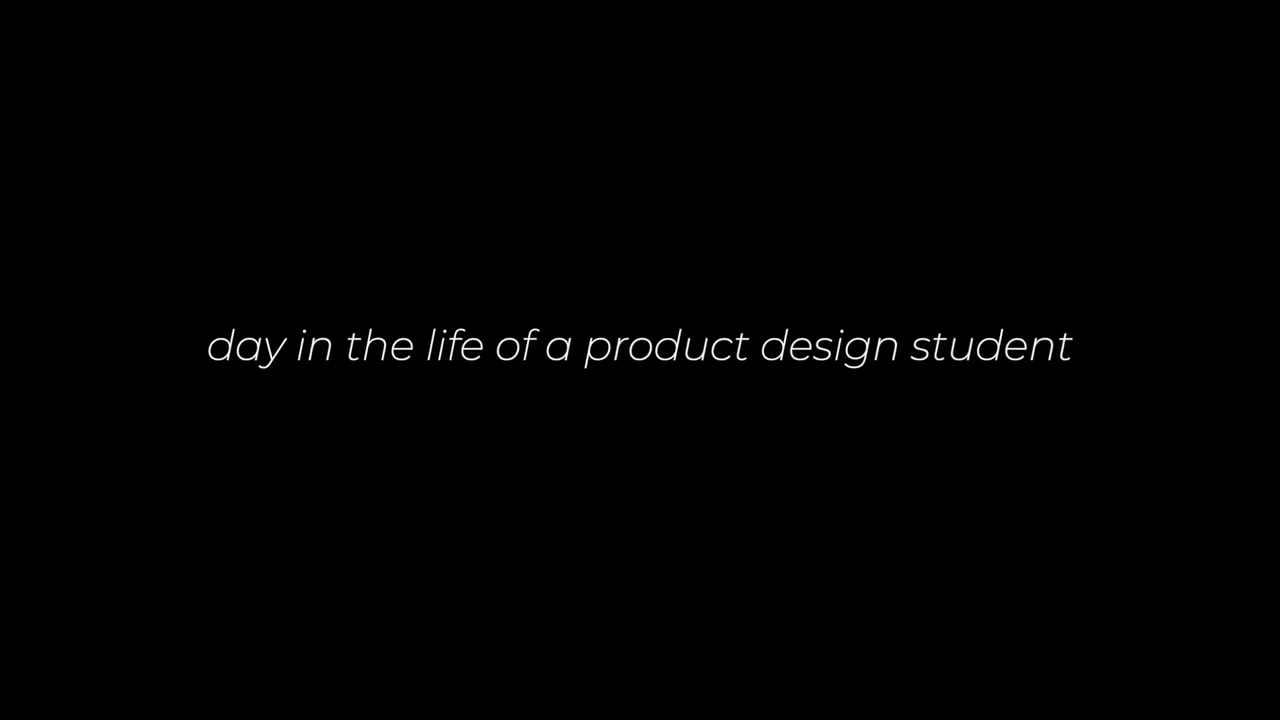 day in the life of a product design student